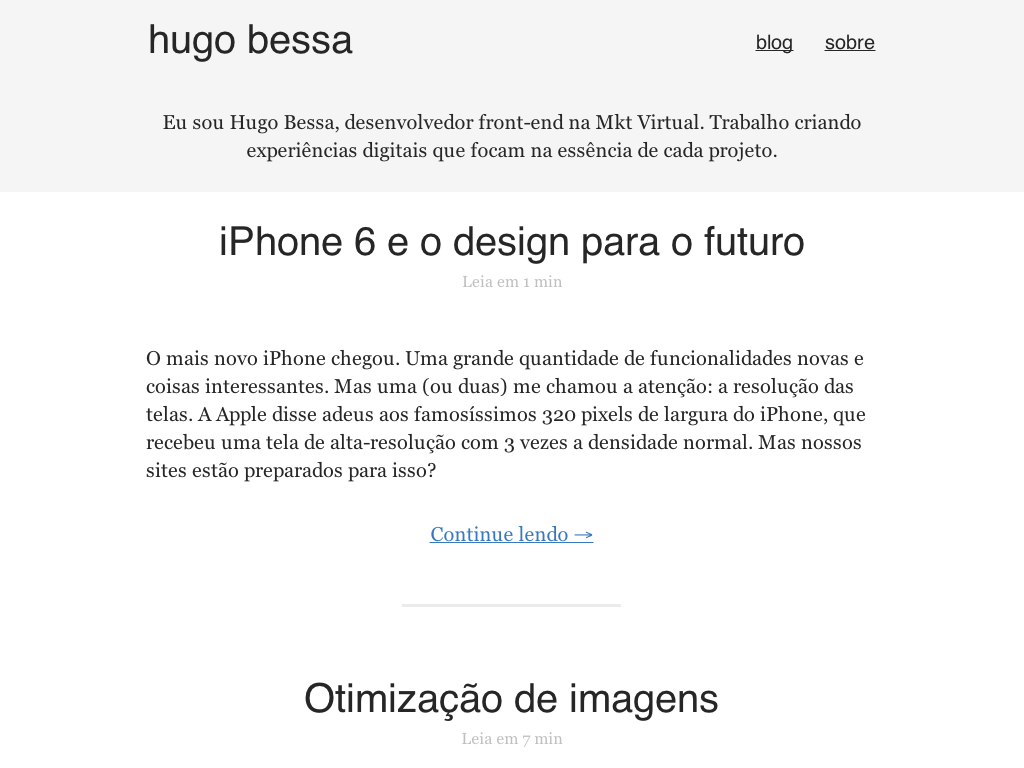 hugo bessa
blog sobre
Eu sou Hugo Bessa, desenvolvedor front-end na Mkt Virtual. Trabalho criando
experiências digitais que focam na essência de cada projeto.
iPhone 6 e o design para o futuro
Leia em 1 min
O mais novo iPhone chegou. Uma grande quantidade de funcionalidades novas e
coisas interessantes. Mas uma (ou duas) me chamou a atenção: a resolução das
telas. A Apple disse adeus aos famosíssimos 320 pixels de largura do iPhone, que
recebeu uma tela de alta-resolução com 3 vezes a densidade normal. Mas nossos
sites estão preparados para isso?
Continue lendo →
Otimização de imagens
Leia em 7 min